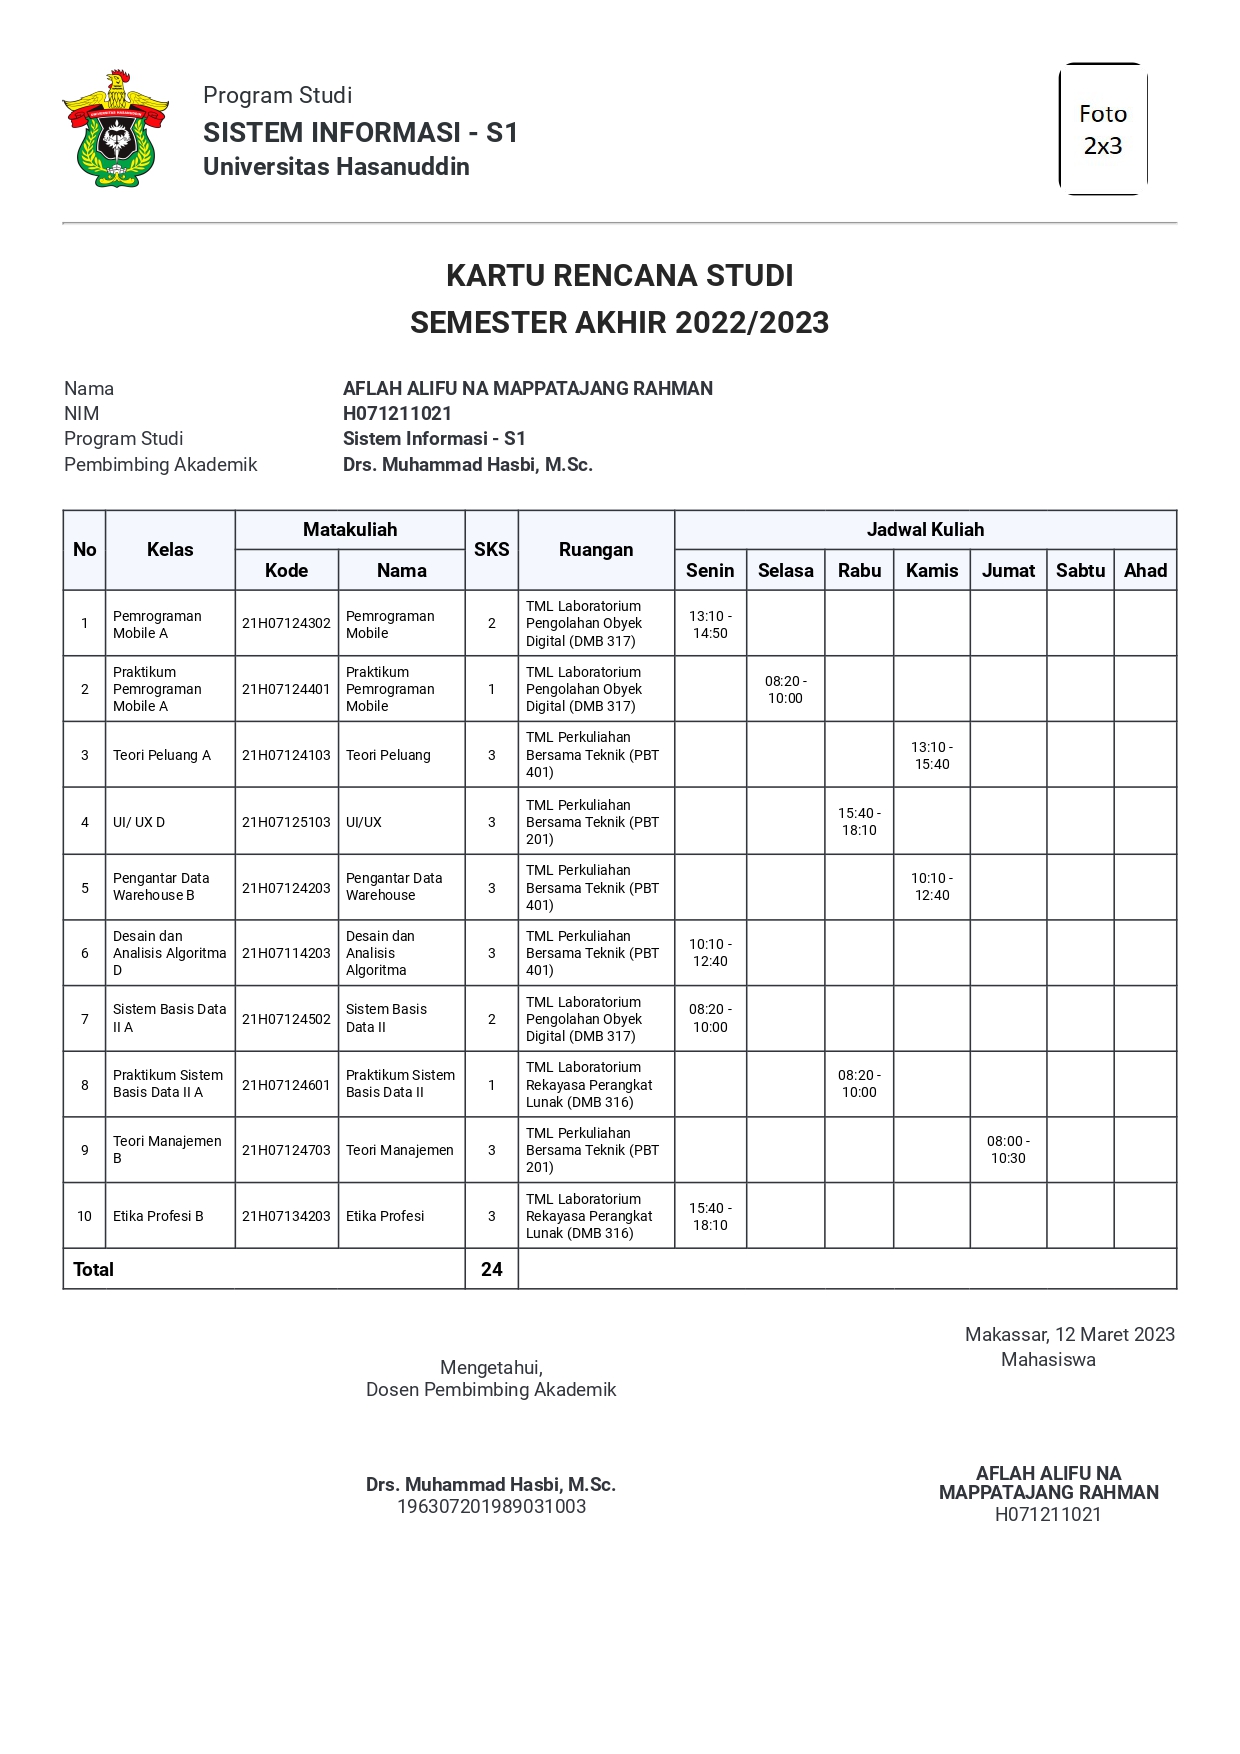 Program Studi
SISTEM INFORMASI - S1
Universitas Hasanuddin
Foto
2x3
UNIVERSITAS HASANUDDIN
KARTU RENCANA STUDI
SEMESTER AKHIR 2022/2023
Nama AFLAH ALIFU NA MAPPATAJANG RAHMAN
NIM H071211021
Program Studi Sistem Informasi - S1
Pembimbing Akademik Drs. Muhammad Hasbi, M.Sc.
No Kelas Matakuliah SKS Ruangan Jadwal Kuliah
Kode Nama Senin Selasa Rabu Kamis Jumat Sabtu Ahad
1 Pemrograman Mobile A 21H07124302 Pemrograman Mobile 2 TML Laboratorium Pengolahan Obyek Digital (DMB 317) 13:10 - 14:50
2 Praktikum Pemrograman Mobile A 21H07124401 Praktikum Pemrograman Mobile 1 TML Laboratorium Pengolahan Obyek Digital (DMB 317) 08:20 - 10:00
3 Teori Peluang A 21H07124103 Teori Peluang 3 TML Perkuliahan Bersama Teknik (PBT 401) 13:10 - 15:40
4 UI/ UX D 21H07125103 UI/UX 3 TML Perkuliahan Bersama Teknik (PBT 201) 15:40 - 18:10
5 Pengantar Data Warehouse B 21H07124203 Pengantar Data Warehouse 3 TML Perkuliahan Bersama Teknik (PBT 401) 10:10 - 12:40
6 Desain dan Analisis Algoritma D 21H07114203 Desain dan Analisis Algoritma 3 TML Perkuliahan Bersama Teknik (PBT 401) 10:10 - 12:40
7 Sistem Basis Data II A 21H07124502 Sistem Basis Data II 2 TML Laboratorium Pengolahan Obyek Digital (DMB 317) 08:20 - 10:00
8 Praktikum Sistem Basis Data II A 21H07124601 Praktikum Sistem Basis Data II 1 TML Laboratorium Rekayasa Perangkat Lunak (DMB 316) 08:20 - 10:00
9 Teori Manajemen B 21H07124703 Teori Manajemen 3 TML Perkuliahan Bersama Teknik (PBT 201) 08:00 - 10:30
10 Etika Profesi B 21H07134203 Etika Profesi 3 TML Laboratorium Rekayasa Perangkat Lunak (DMB 316) 15:40 - 18:10
Total 24
Makassar, 12 Maret 2023
Mahasiswa
Mengetahui,
Dosen Pembimbing Akademik
Drs. Muhammad Hasbi, M.Sc.
196307201989031003
AFLAH ALIFU NA
MAPPATAJANG RAHMAN
H071211021